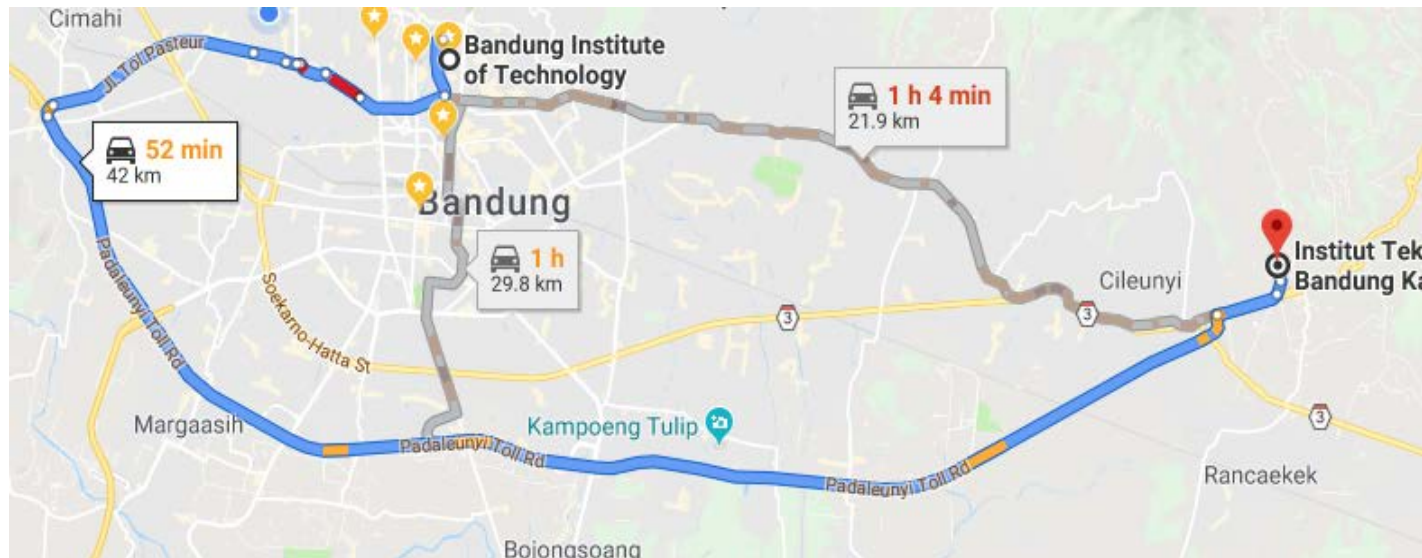 Cimahi
Jl. Tol Pasteur
Bandung Institute
of Technology
1 h 4 min
21.9 km
52 min
42 km
Bandung
1 h
29.8 km
Padaleunyi Toll Rd
Soekarno-Hatta St
3
Cileunyi
3
Institut Tek
Bandung Ka
Margaasih
Kampoeng Tulip
Padaleunyi Toll Rd
Padaleunyi Toll Rd
3
Rancaekek
Bojongsoang